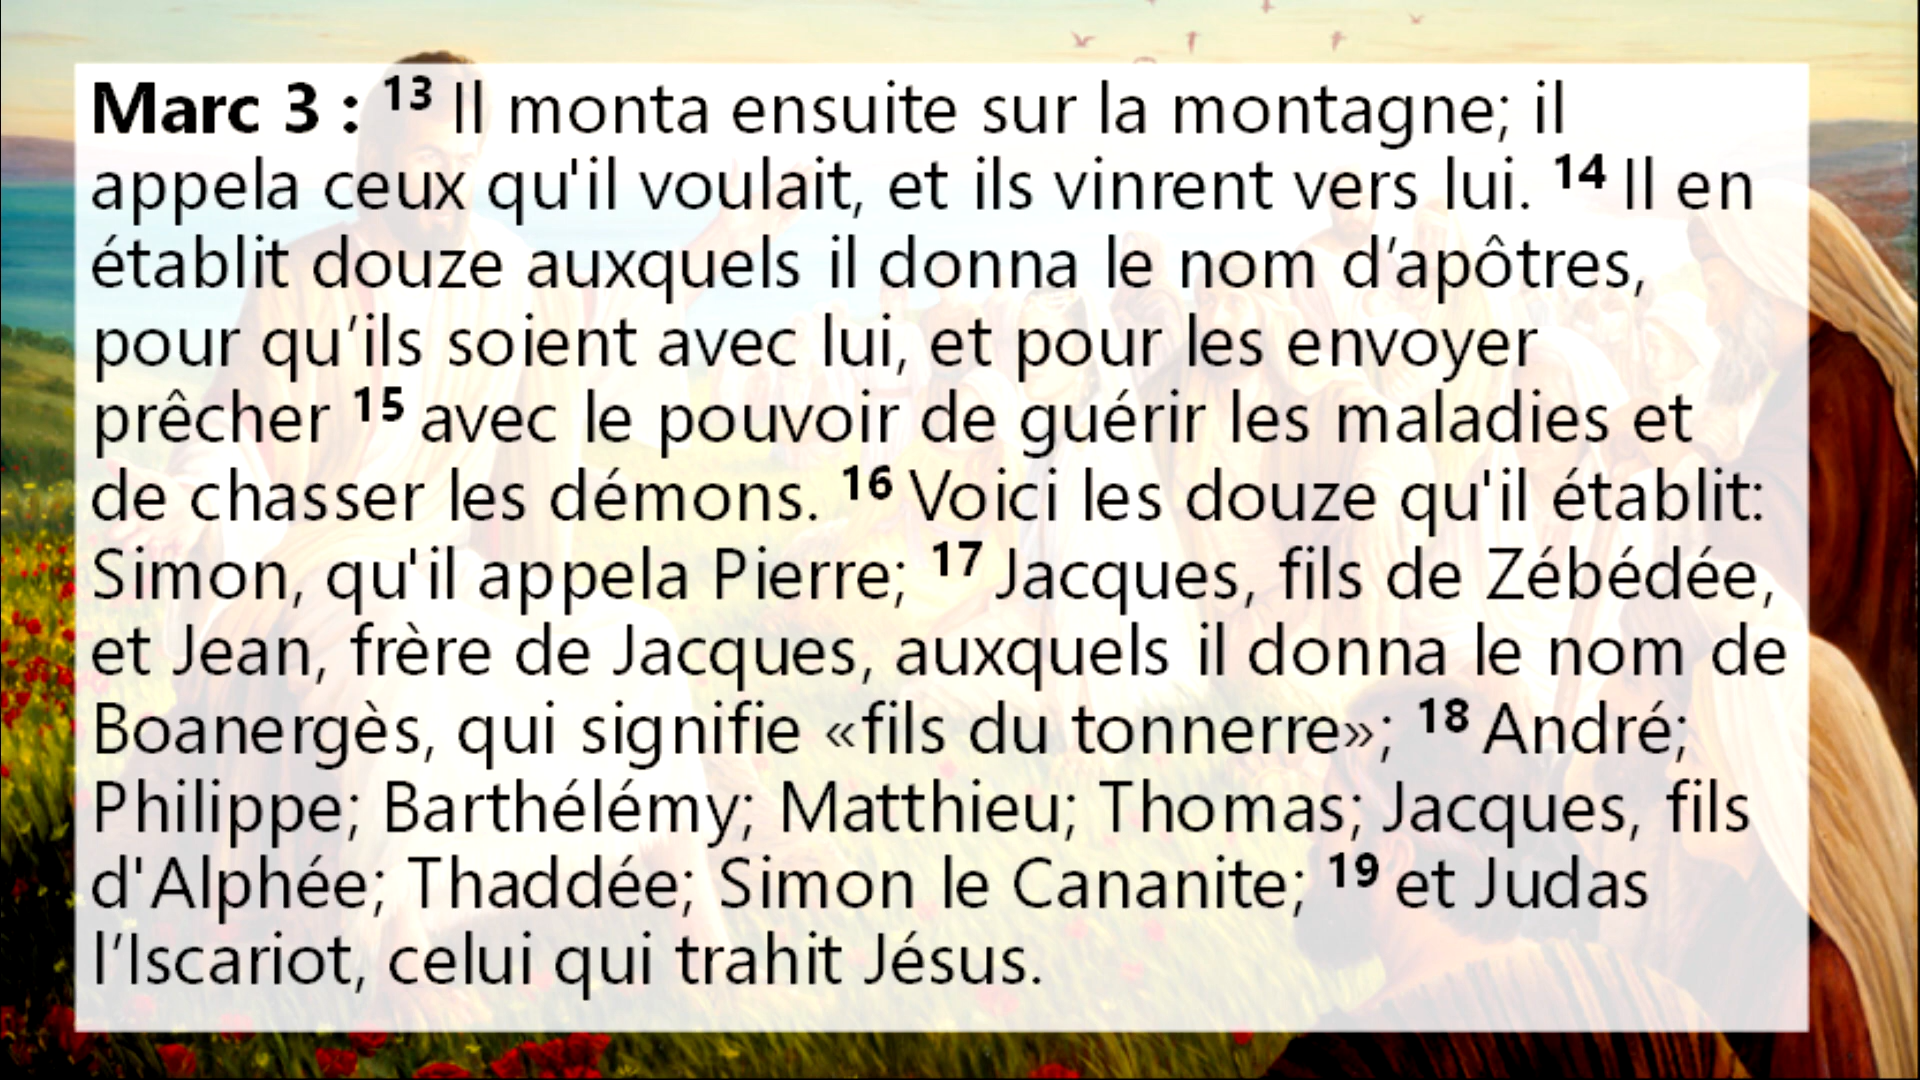 Marc 3 : 13 Il monta ensuite sur la montagne; il
appela ceux qu'il voulait, et ils vinrent vers lui. 14 Il en
établit douze auxquels il donna le nom d’apôtres,
pour qu’ils soient avec lui, et pour les envoyer
prêcher 15 avec le pouvoir de guérir les maladies et
de chasser les démons. 16 Voici les douze qu'il établit:
Simon, qu'il appela Pierre; 17 Jacques, fils de Zébédée,
et Jean, frère de Jacques, auxquels il donna le nom de
Boanergès, qui signifie «fils du tonnerre»; 18 André;
Philippe; Barthélémy; Matthieu; Thomas; Jacques, fils
d'Alphée; Thaddée; Simon le Cananite; 19 et Judas
l’Iscariot, celui qui trahit Jésus.